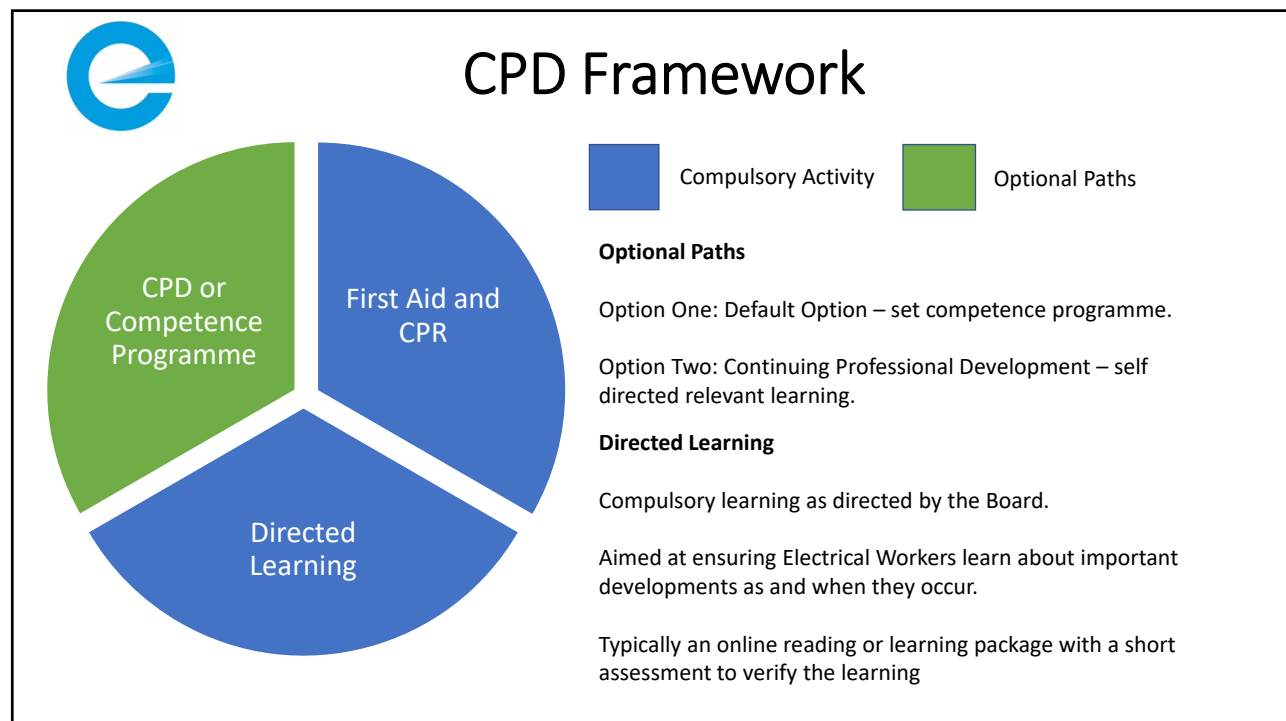 CPD Framework
CPD or
Competence
Programme
First Aid and
CPR
Directed
Learning
Compulsory Activity
Optional Paths
Optional Paths
Option One: Default Option – set competence programme.
Option Two: Continuing Professional Development – self
directed relevant learning.
Directed Learning
Compulsory learning as directed by the Board.
Aimed at ensuring Electrical Workers learn about important
developments as and when they occur.
Typically an online reading or learning package with a short
assessment to verify the learning